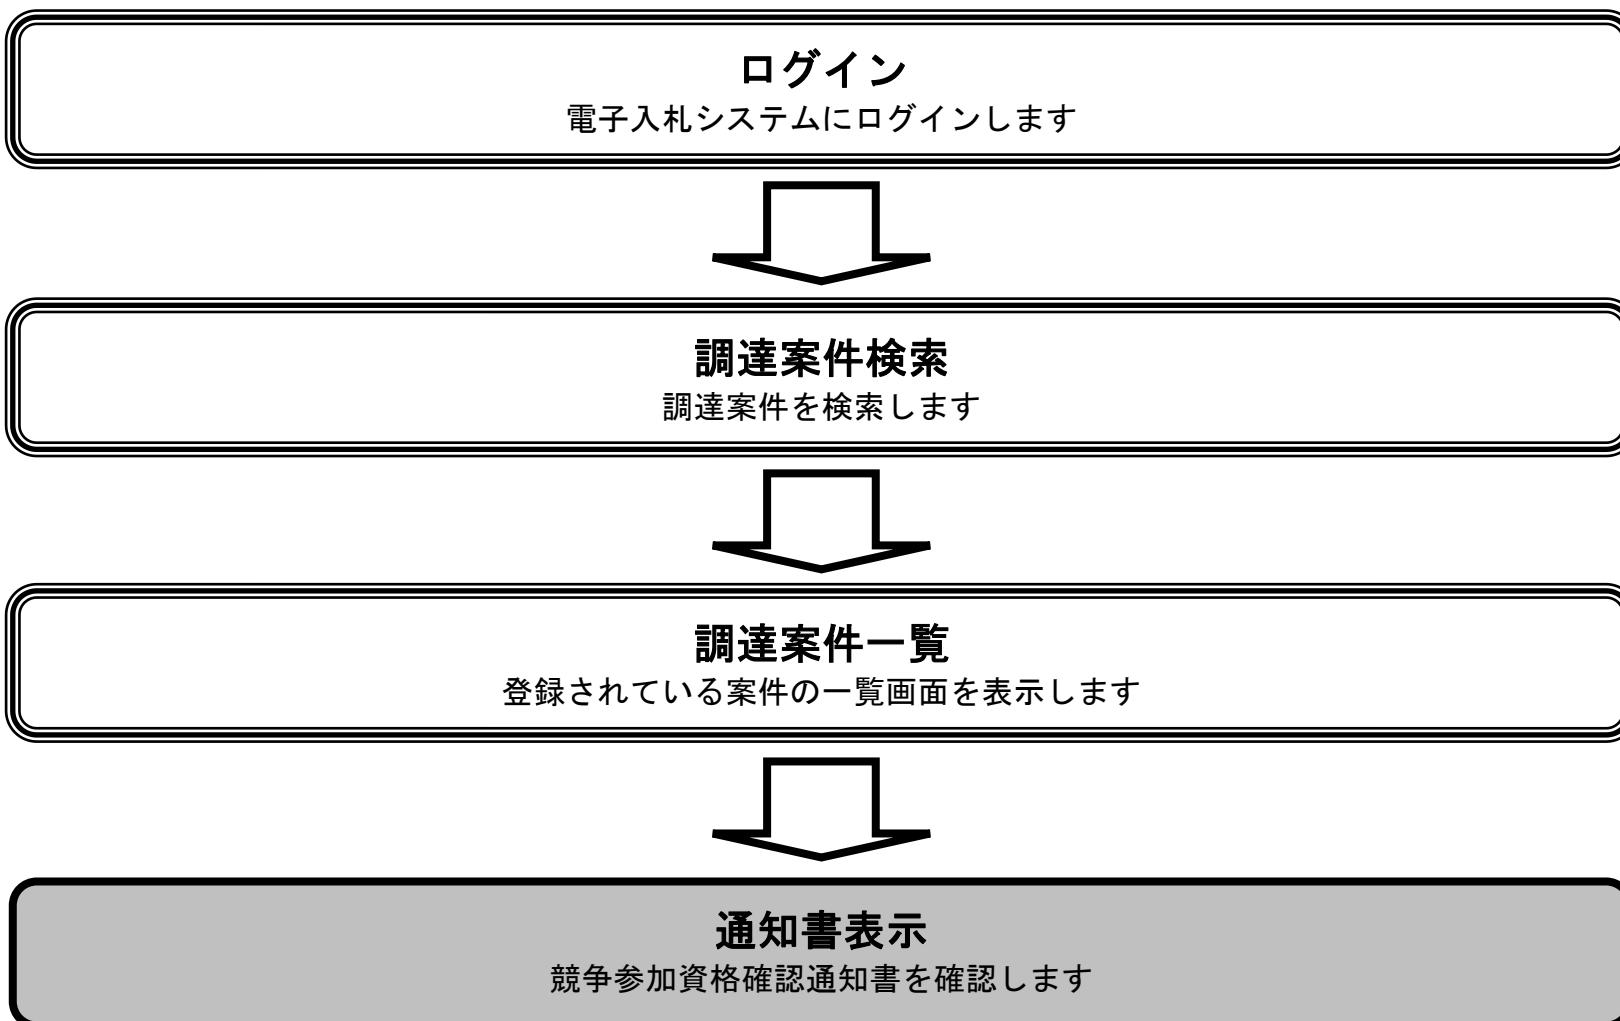 ログイン
電子入札システムにログインします
調達案件検索
調達案件を検索します
調達案件一覧
登録されている案件の一覧画面を表示します
通知書表示
競争参加資格確認通知書を確認します